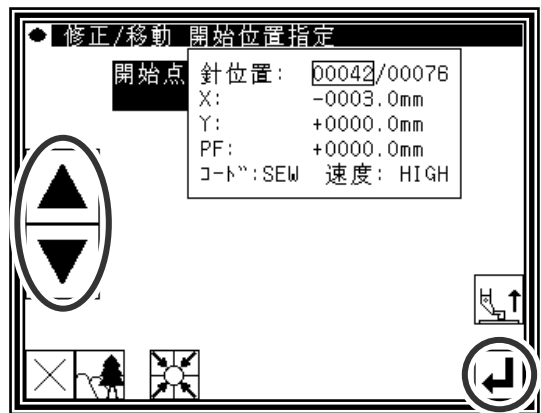 修正/移動 開始位置指定
開始点
針位置: 00042/00076
X: -0003.0mm
Y: +0000.0mm
PF: +0000.0mm
コード:SEW 速度: HIGH